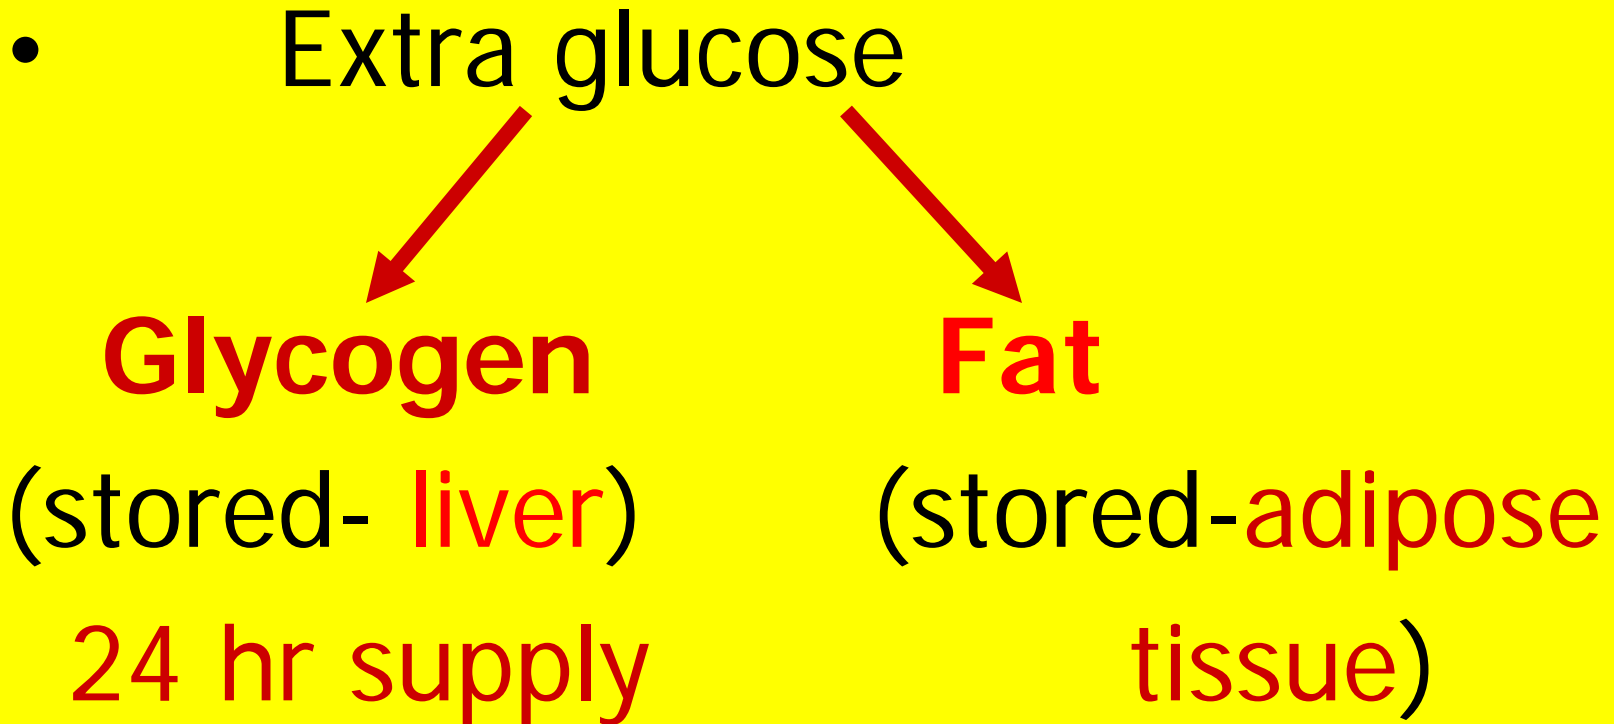 • Extra glucose
Glycogen Fat
(stored- liver) (stored-adipose
24 hr supply tissue)